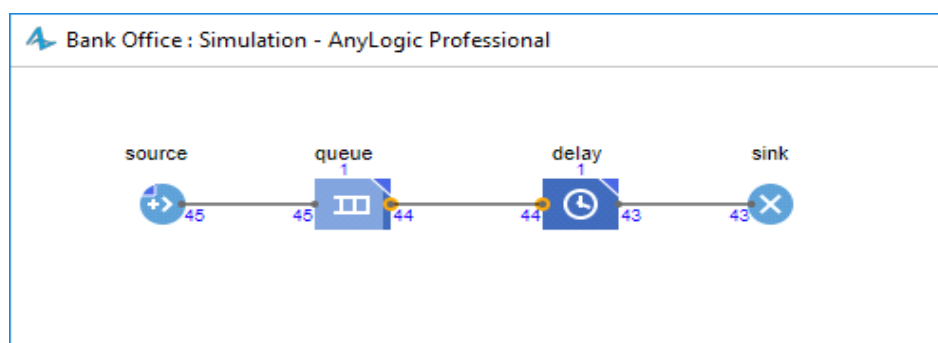 Bank Office : Simulation - AnyLogic Professional
source queue delay sink
1 1
45 45 44 44 43 43